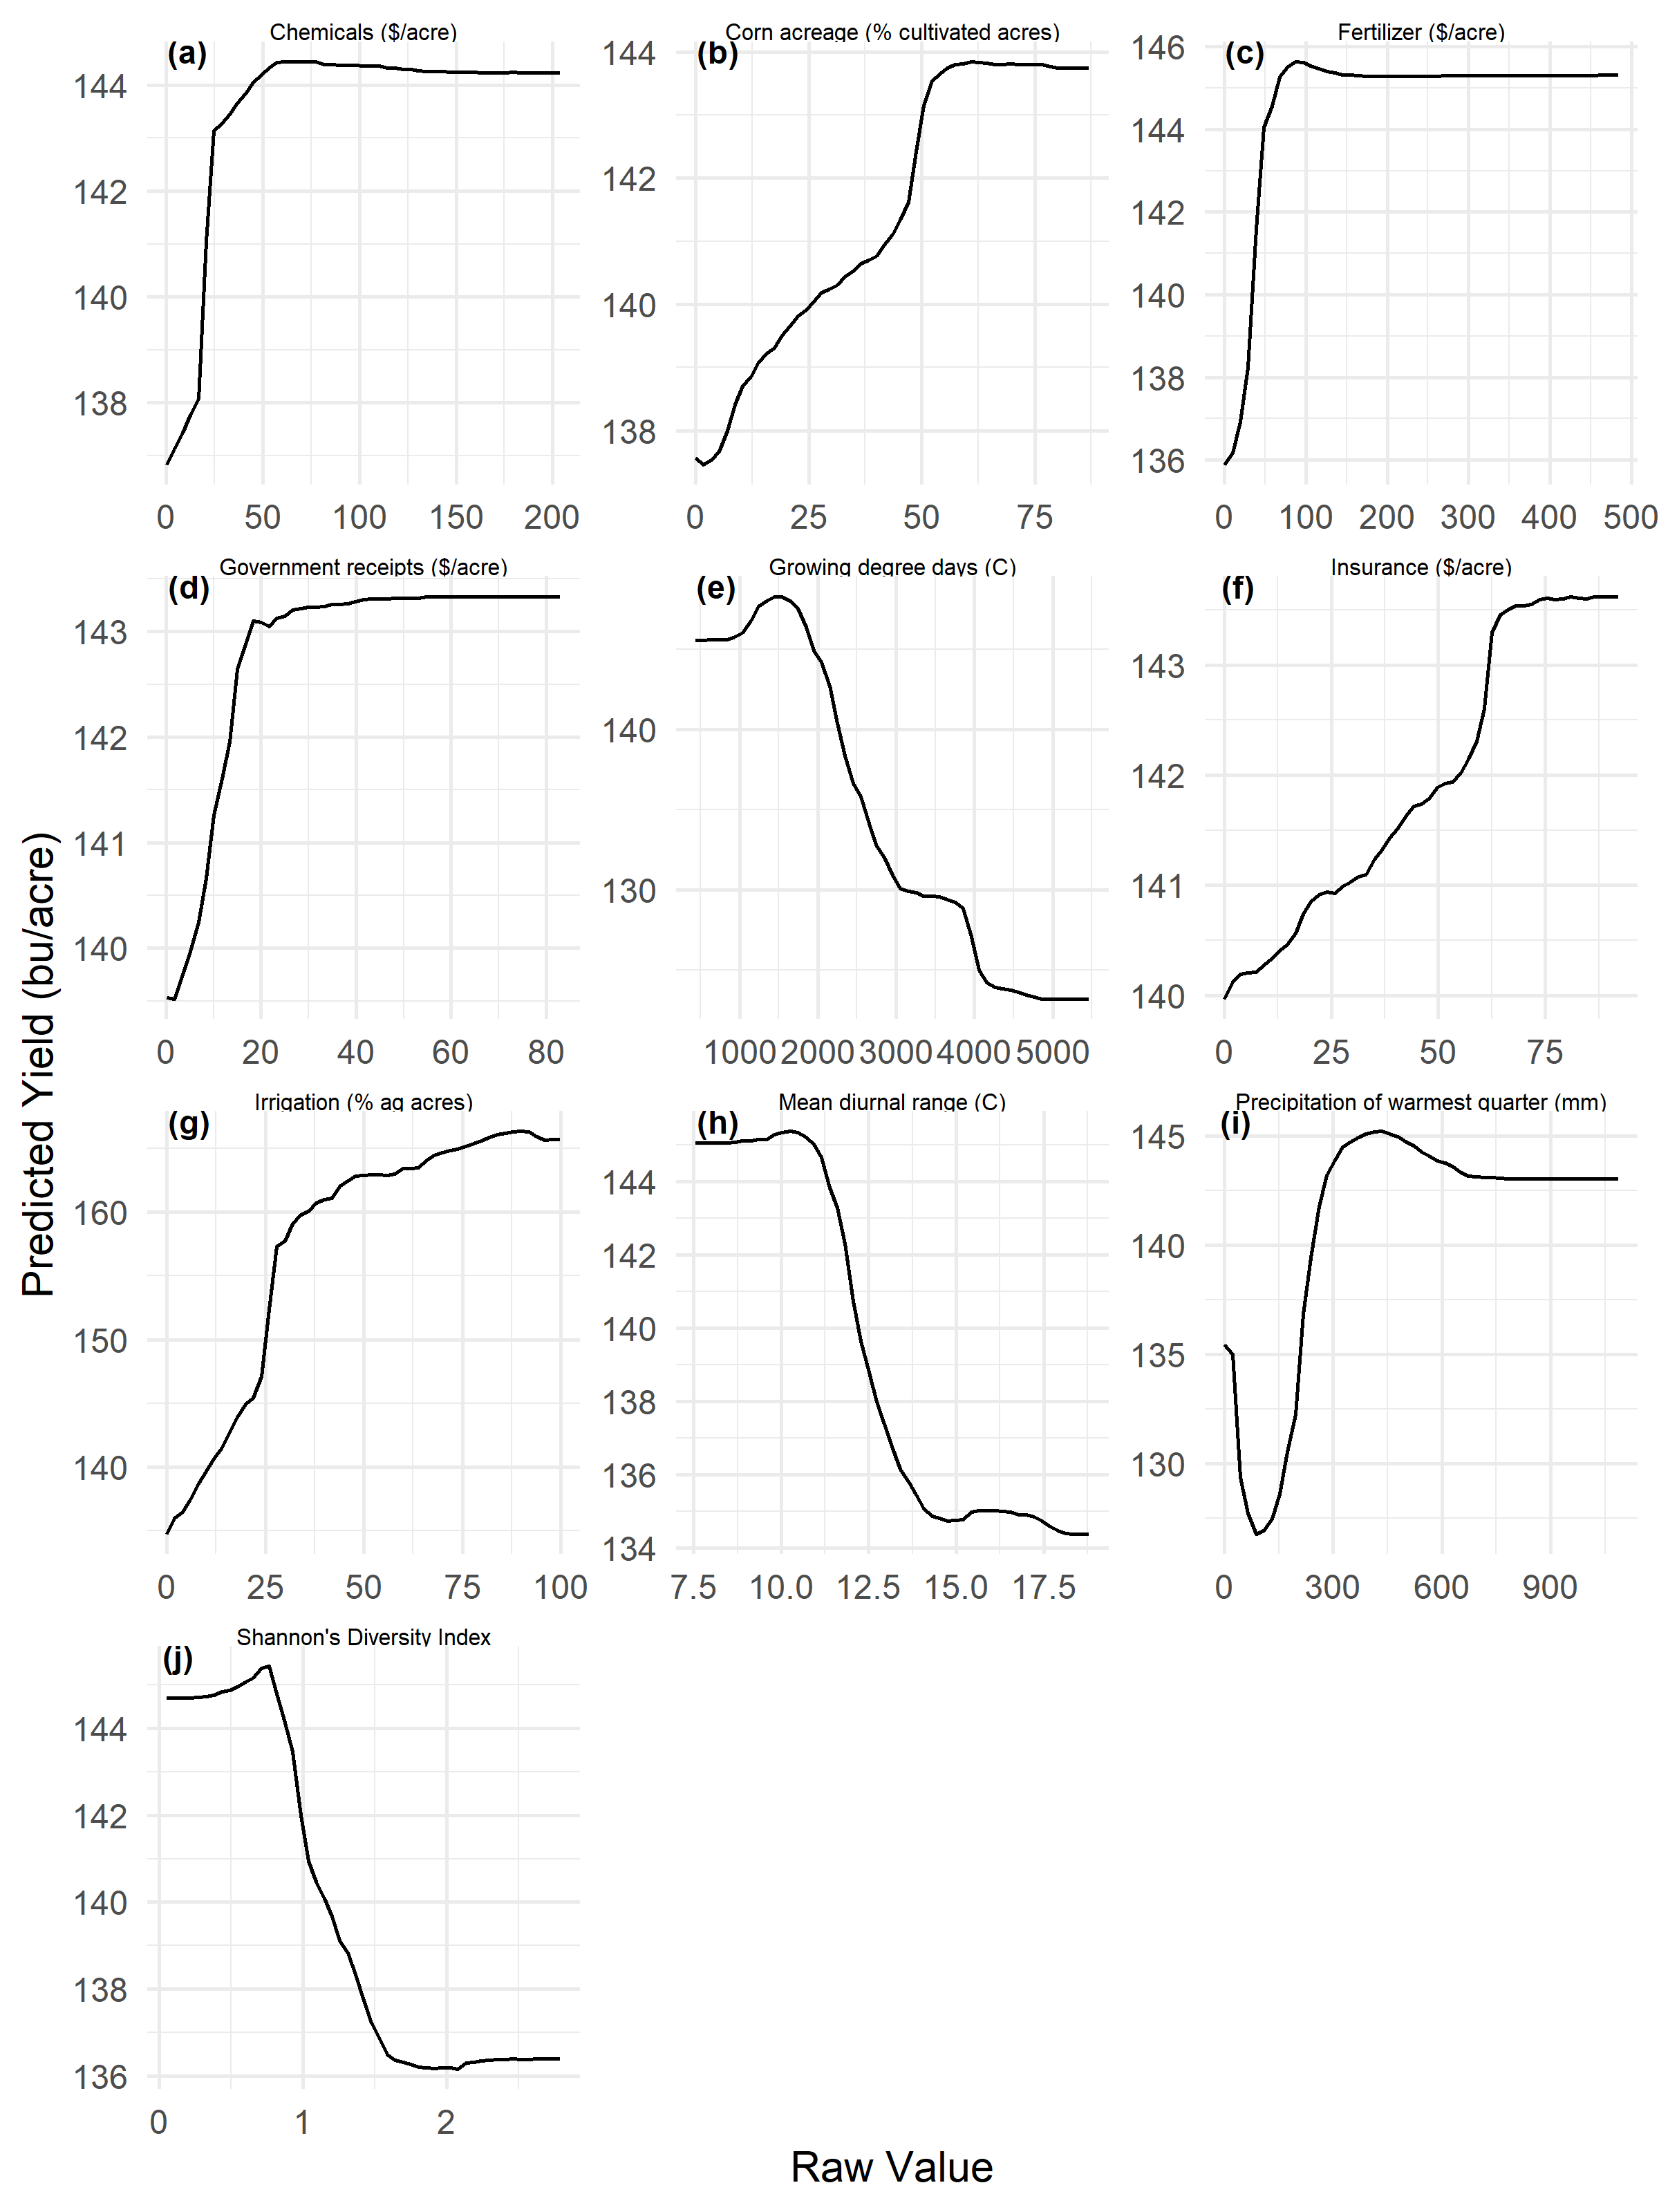 Chemicals ($/acre)
(a)
144
142
140
138
0 50 100 150 200
Corn acreage (% cultivated acres)
(b)
144
142
140
138
0 25 50 75
Fertilizer ($/acre)
(c)
146
144
142
140
138
136
0 100 200 300 400 500
Government receipts ($/acre)
(d)
143
142
141
140
0 20 40 60 80
Growing degree days (C)
(e)
140
130
1000 2000 3000 4000 5000
Insurance ($/acre)
(f)
143
142
141
140
0 25 50 75
Irrigation (% ag acres)
(g)
160
150
140
0 25 50 75 100
Mean diurnal range (C)
(h)
144
142
140
138
136
134
7.5 10.0 12.5 15.0 17.5
Precipitation of warmest quarter (mm)
(i)
145
140
135
130
0 300 600 900
Shannon's Diversity Index
(j)
144
142
140
138
136
0 1 2
Predicted Yield (bu/acre)
Raw Value